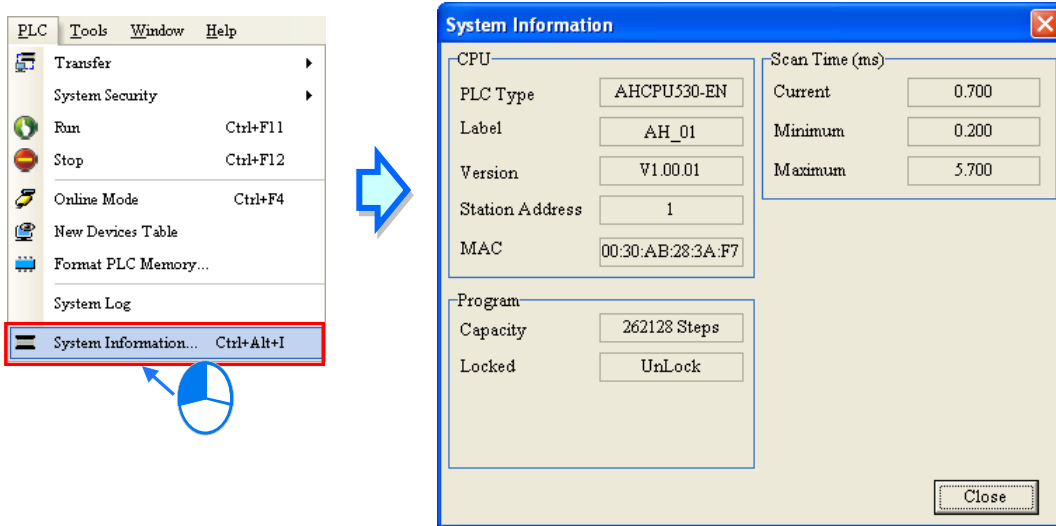 PLC Tools Window Help
Transfer
System Security
Run Ctrl+F11
Stop Ctrl+F12
Online Mode Ctrl+F4
New Devices Table
Format PLC Memory...
System Log
System Information... Ctrl+Alt+I
System Information
CPU
PLC Type AHCPU530-EN
Label AH_01
Version V1.00.01
Station Address 1
MAC 00:30:AB:28:3A:F7
Scan Time (ms)
Current 0.700
Minimum 0.200
Maximum 5.700
Program
Capacity 262128 Steps
Locked UnLock
Close